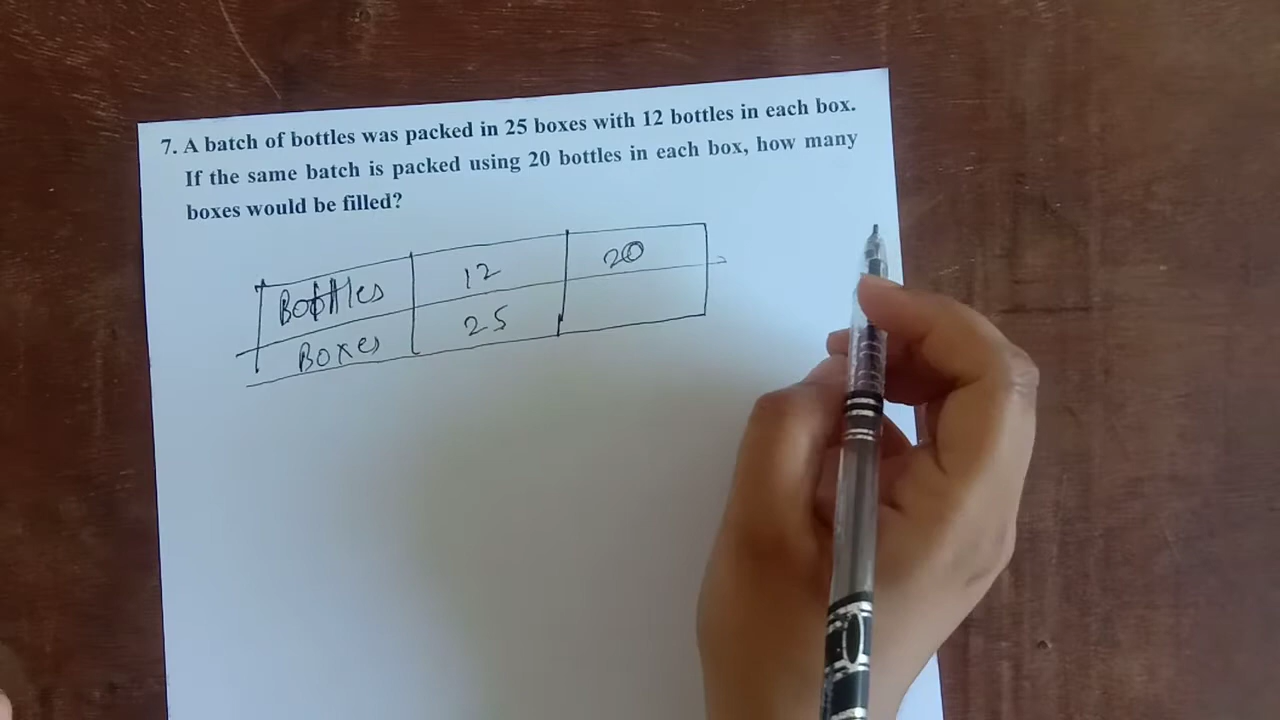 7. A batch of bottles was packed in 25 boxes with 12 bottles in each box.
If the same batch is packed using 20 bottles in each box, how many
boxes would be filled?
Bottles 12 20
Boxes 25